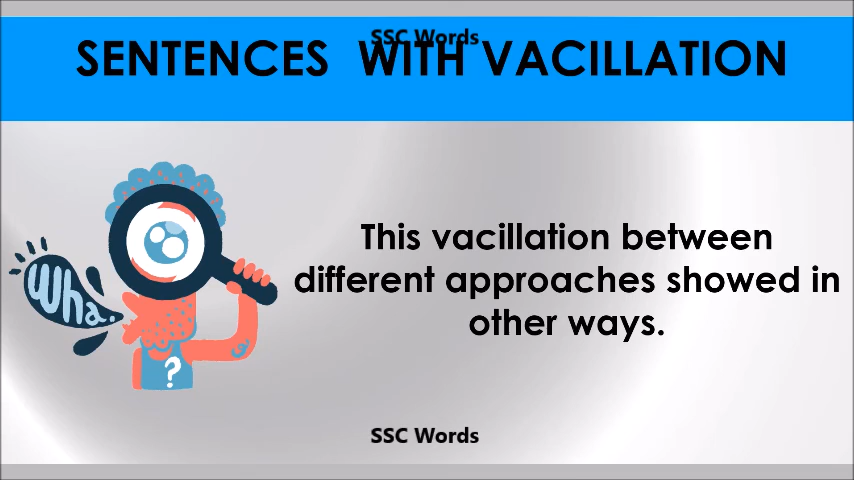 SSC Words
SENTENCES WITH VACILLATION
Wha.
?
This vacillation between
different approaches showed in
other ways.
SSC Words